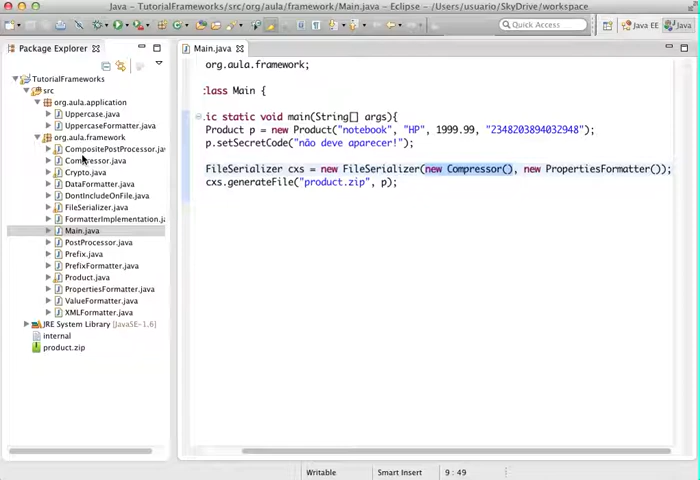 Java - TutorialFrameworks/src/org/aula/framework/Main.java - Eclipse - /Users/usuario/SkyDrive/workspace
Quick Access
Java EE
Java
Package Explorer
Main.java
TutorialFrameworks
src
org.aula.application
Uppercase.java
UppercaseFormatter.java
org.aula.framework
CompositePostProcessor.jav
Compressor.java
Crypto.java
DataFormatter.java
DontIncludeOnFile.java
FileSerializer.java
FormatterImplementation.ja
Main.java
PostProcessor.java
Prefix.java
PrefixFormatter.java
Product.java
PropertiesFormatter.java
ValueFormatter.java
XMLFormatter.java
JRE System Library [JavaSE-1.6]
internal
product.zip
org.aula.framework;
class Main {
ic static void main(String[] args){
Product p = new Product("notebook", "HP", 1999.99, "2348203894032948");
p.setSecretCode("não deve aparecer!");
FileSerializer cxs = new FileSerializer(new Compressor(), new PropertiesFormatter());
cxs.generateFile("product.zip", p);
Writable
Smart Insert
9 : 49